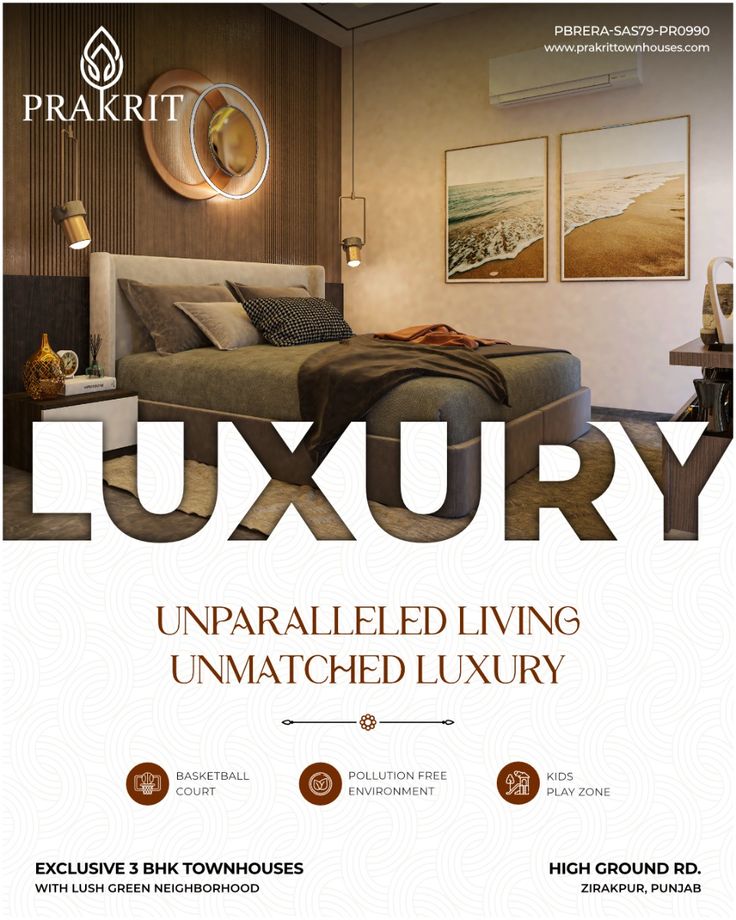 PRAKRIT
PBRERA-SAS79-PR0990
www.prakrittownhouses.com
LUXURY
UNPARALLELED LIVING
UNMATCHED LUXURY
BASKETBALL
COURT
POLLUTION FREE
ENVIRONMENT
KIDS
PLAY ZONE
EXCLUSIVE 3 BHK TOWNHOUSES
WITH LUSH GREEN NEIGHBORHOOD
HIGH GROUND RD.
ZIRAKPUR, PUNJAB